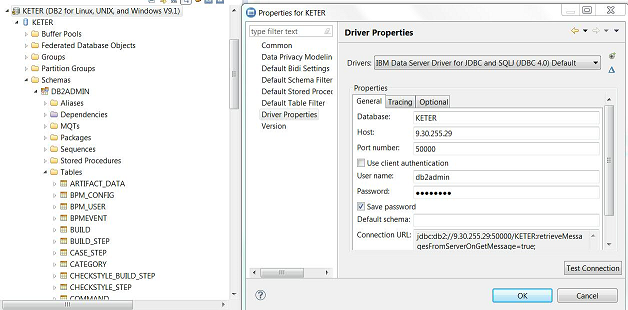 KETER (DB2 for Linux, UNIX, and Windows V9.1)
KETER
Buffer Pools
Federated Database Objects
Groups
Partition Groups
Schemas
DB2ADMIN
Aliases
Dependencies
MQTs
Packages
Sequences
Stored Procedures
Tables
ARTIFACT_DATA
BPM_CONFIG
BPM_USER
BPMEVENT
BUILD
BUILD_STEP
CASE_STEP
CATEGORY
CHECKSTYLE_BUILD_STEP
CHECKSTYLE_STEP
COMMAND
Properties for KETER
type filter text
Common
Data Privacy Modelin
Default Bidi Settings
Default Schema Filter
Default Stored Proced
Default Table Filter
Driver Properties
Version
Driver Properties
Drivers: IBM Data Server Driver for JDBC and SQLJ (JDBC 4.0) Default
Properties
General Tracing Optional
Database: KETER
Host: 9.30.255.29
Port number: 50000
Use client authentication
User name: db2admin
Password: ●●●●●●●●
Save password
Default schema:
Connection URL: jdbc:db2://9.30.255.29:50000/KETER:retrieveMessa
gesFromServerOnGetMessage=true;
Test Connection
OK Cancel